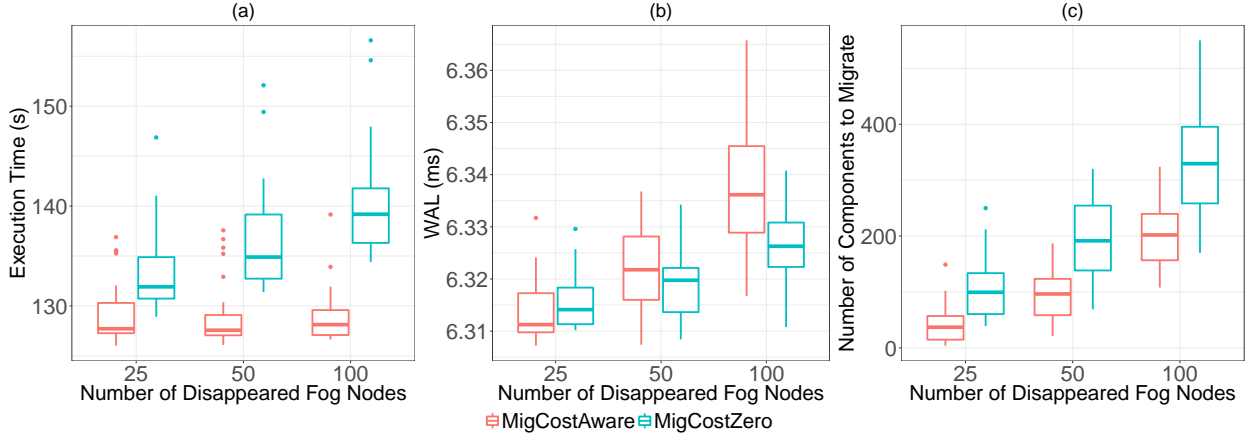 (a)
(b)
(c)
Execution Time (s)
150
140
130
25
50
100
Number of Disappeared Fog Nodes
WAL (ms)
6.36
6.35
6.34
6.33
6.32
6.31
25
50
100
Number of Disappeared Fog Nodes
Number of Components to Migrate
400
200
0
25
50
100
Number of Disappeared Fog Nodes
MigCostAware
MigCostZero